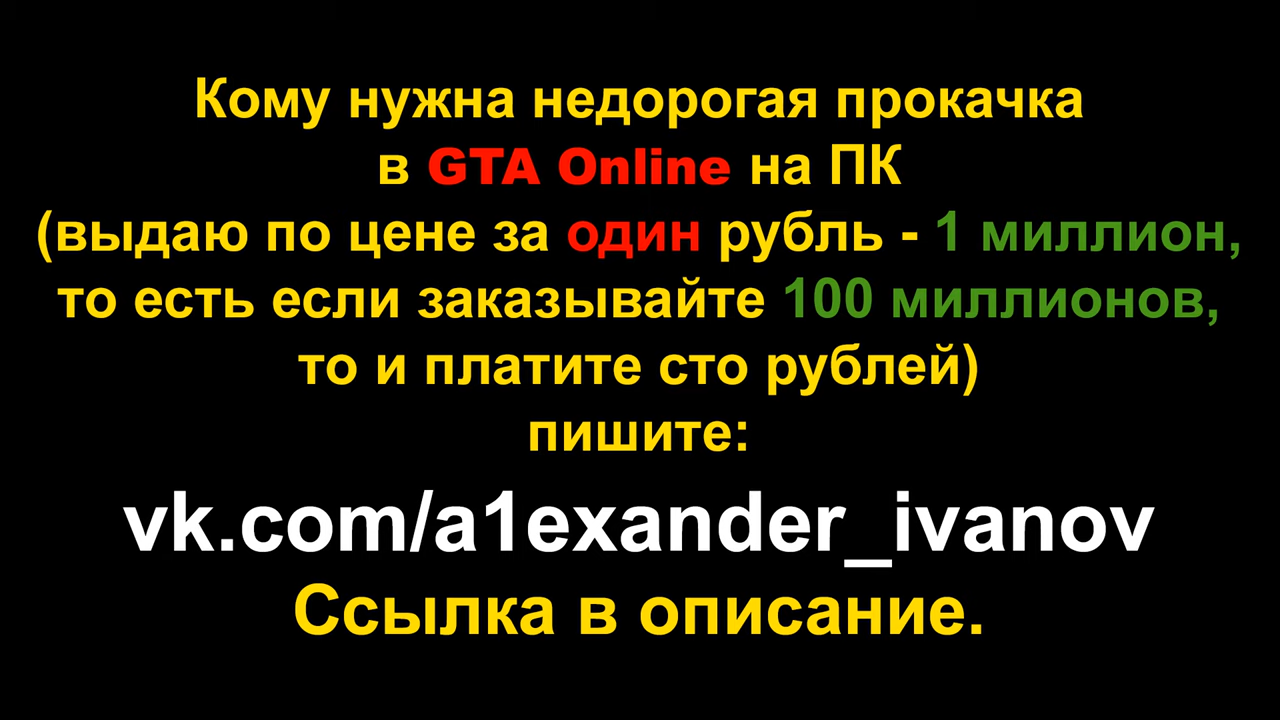 Кому нужна недорогая прокачка
в GTA Online на ПК
(выдаю по цене за один рубль - 1 миллион,
то есть если заказывайте 100 миллионов,
то и платите сто рублей)
пишите:
vk.com/a1exander_ivanov
Ссылка в описание.